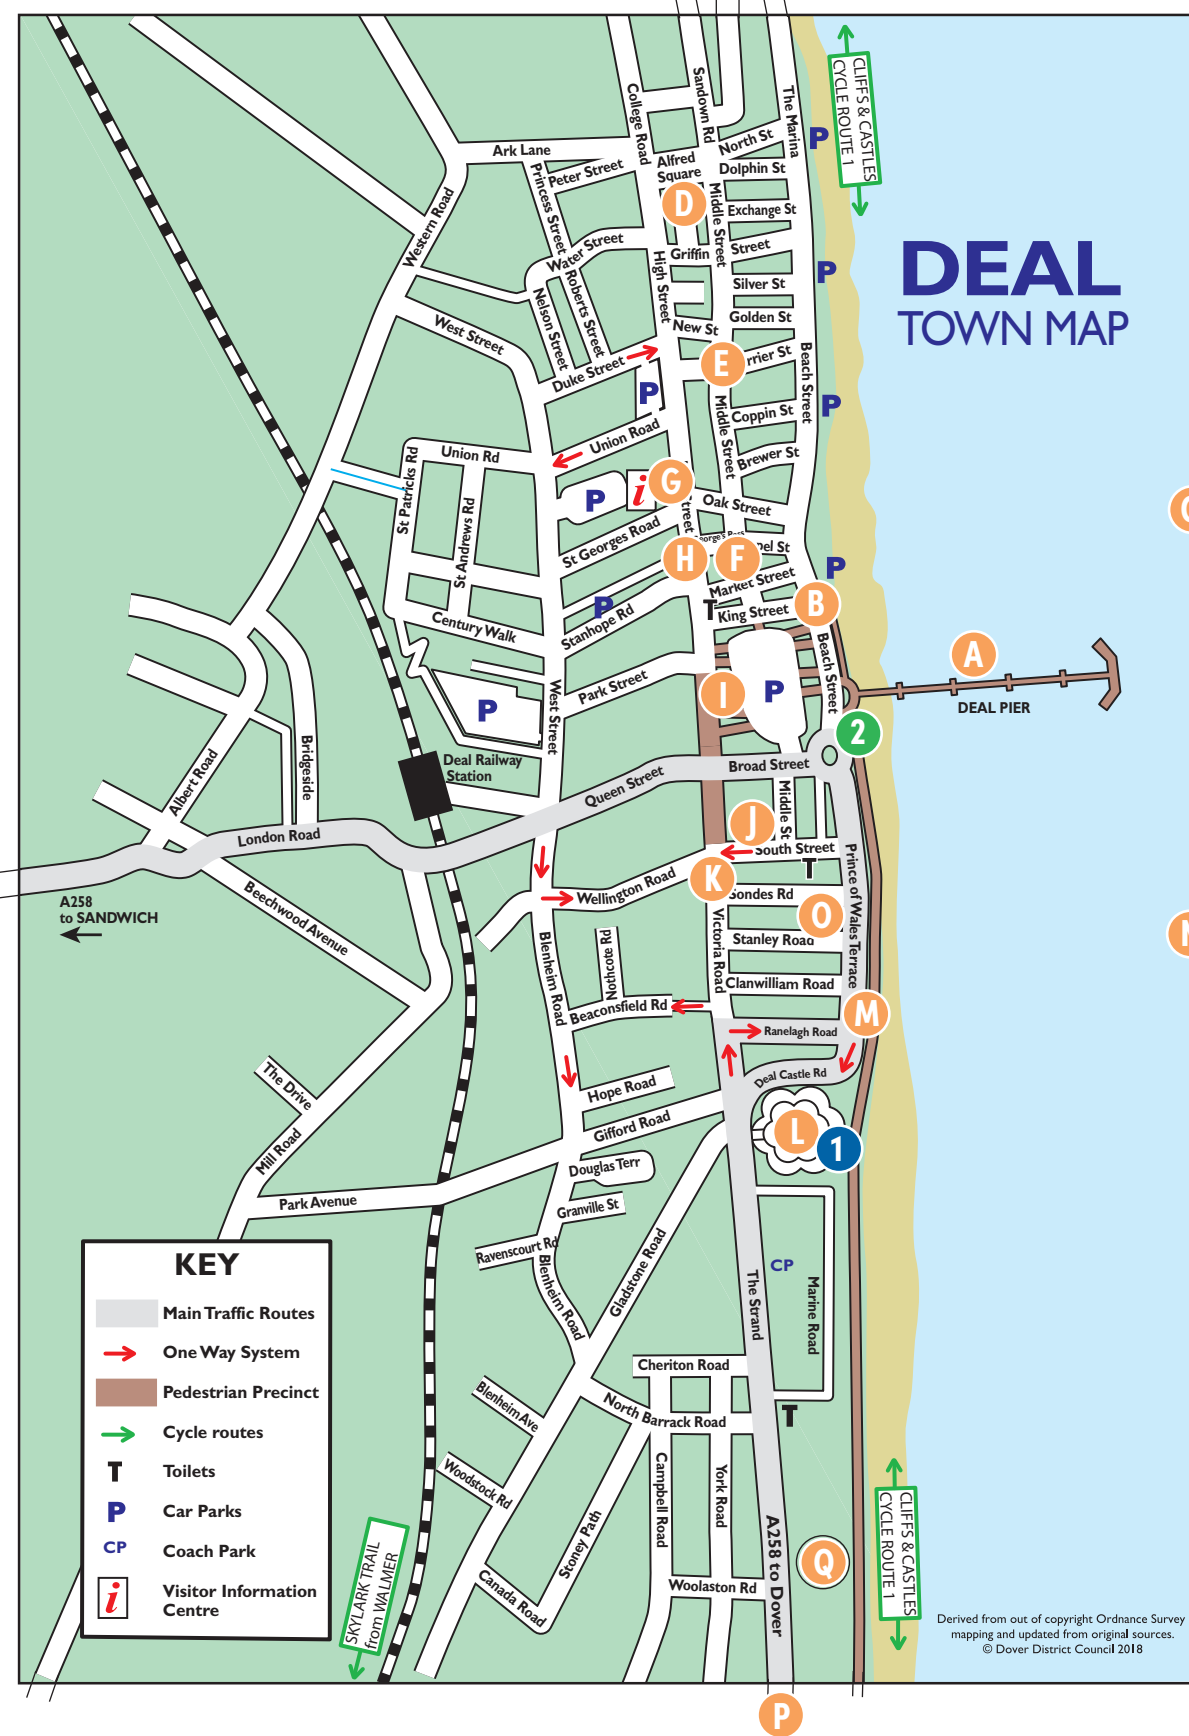 DEAL
TOWN MAP
CLIFFS & CASTLES
CYCLE ROUTE 1
College Road
Sandown Rd
The Marina
P
North St
Ark Lane
Peter Street
Alfred
Square
Dolphin St
Princess Street
D
Middle Street
Exchange St
Western Road
Water Street
Griffin
Street
High Street
P
Roberts Street
Nelson Street
Silver St
Golden St
New St
West Street
Duke Street
E
rrier St
Beach Street
P
P
Middle Street
Coppin St
Union Road
Brewer St
Union Rd
St Patricks Rd
St Andrews Rd
P
i
G
Oak Street
treet
St Georges Road
H
F
pel St
P
Market Street
P
T
King Street
B
Stanhope Rd
Century Walk
Beach Street
A
Park Street
I
P
DEAL PIER
P
West Street
2
Deal Railway
Station
Broad Street
Queen Street
Middle St
Bridgeside
Albert Road
London Road
J
South Street
T
Prince of Wales Terrace
K
Wellington Road
Sondes Rd
O
A258
to SANDWICH
Beechwood Avenue
Victoria Road
Stanley Road
Nothcote Rd
Blenheim Road
Clanwilliam Road
Beaconsfield Rd
M
Ranelagh Road
Deal Castle Rd
The Drive
Hope Road
Gifford Road
L
1
Mill Road
Douglas Terr
Park Avenue
Granville St
Ravenscourt Rd
Blenheim Road
Gladstone Road
CP
The Strand
Marine Road
Cheriton Road
Blenheim Ave
North Barrack Road
T
Woodstock Rd
Campbell Road
York Road
Stoney Path
A258 to Dover
Canada Road
Woolaston Rd
Q
CLIFFS & CASTLES
CYCLE ROUTE 1
SKYLARK TRAIL
from WALMER
P
KEY
Main Traffic Routes
One Way System
Pedestrian Precinct
Cycle routes
T Toilets
P Car Parks
CP Coach Park
i Visitor Information
Centre
Derived from out of copyright Ordnance Survey
mapping and updated from original sources.
© Dover District Council 2018